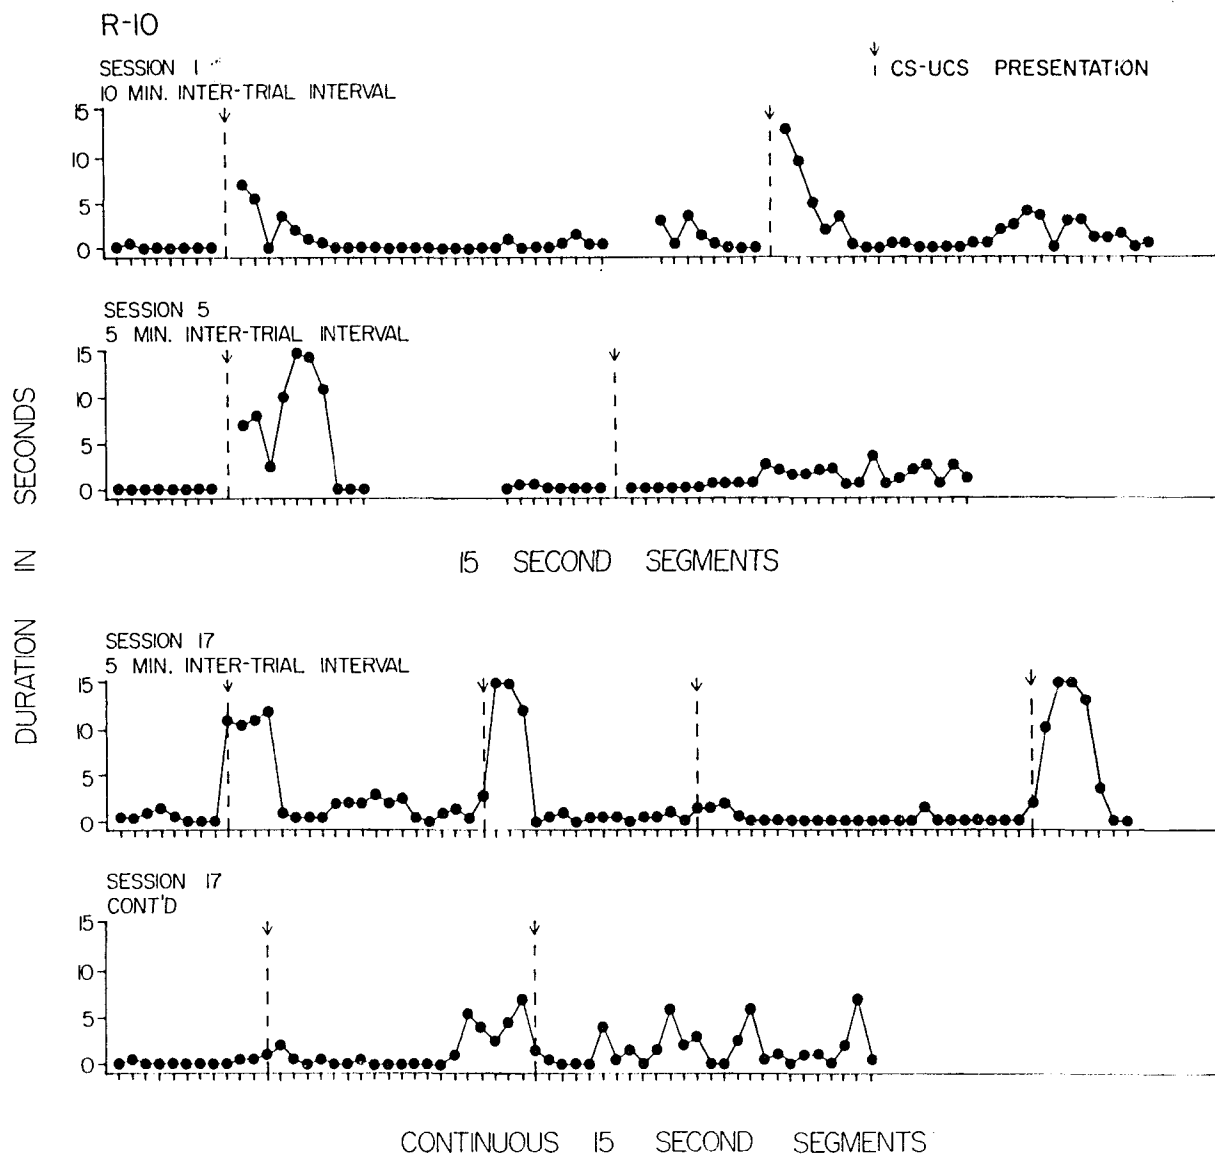 R-10
SESSION 1
10 MIN. INTER-TRIAL INTERVAL
CS-UCS PRESENTATION
15
10
5
0
SESSION 5
5 MIN. INTER-TRIAL INTERVAL
15
10
5
0
15 SECOND SEGMENTS
DURATION IN SECONDS
SESSION 17
5 MIN. INTER-TRIAL INTERVAL
15
10
5
0
SESSION 17
CONT'D
15
10
5
0
CONTINUOUS 15 SECOND SEGMENTS